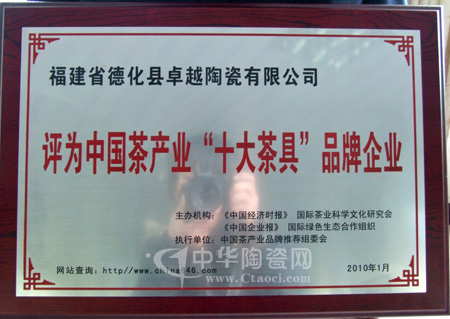 福建省德化县卓越陶瓷有限公司
评为中国茶产业“十大茶具”品牌企业
主办机构：《中国经济时报》 国际茶业科学文化研究会
《中国企业报》 国际绿色生态合作组织
执行单位：中国茶产业品牌推荐组委会
网站查询：http//www.china646.com
2010年1月
中华陶瓷网
www.Ctaoci.com